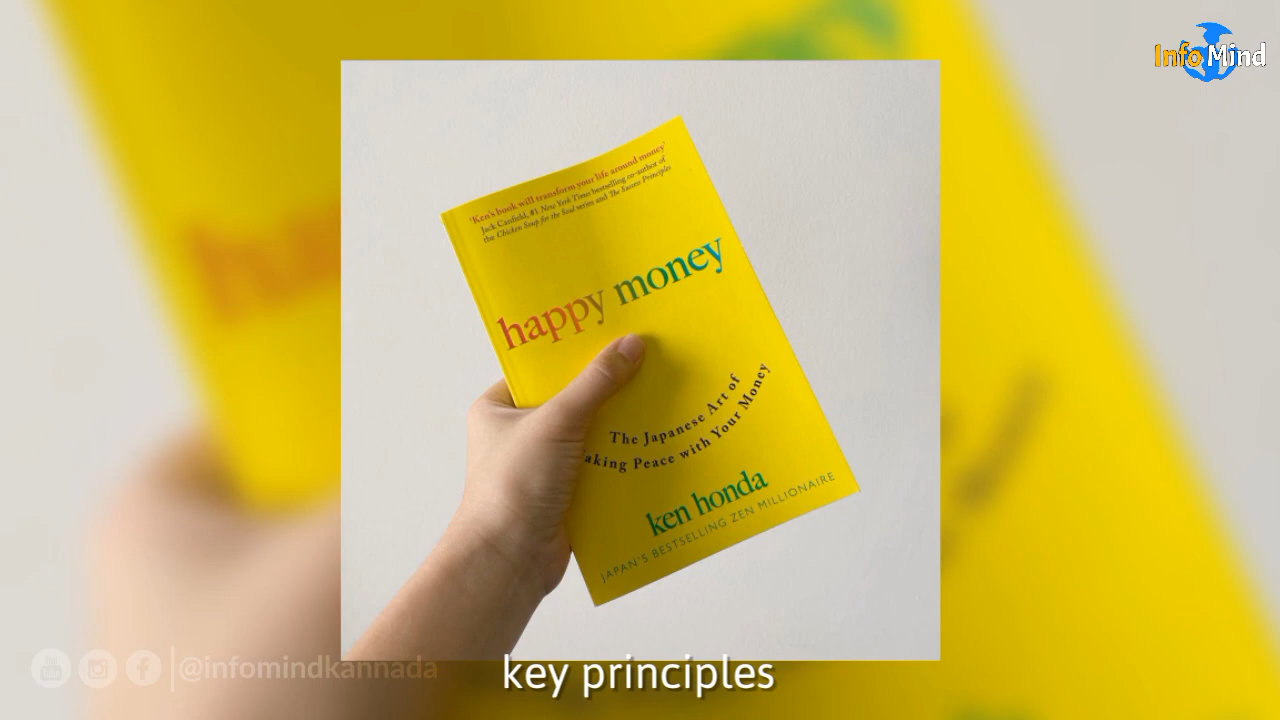 Info Mind
'Ken's book will transform your life around money'
Jack Canfield, #1 New York Times bestselling co-author of
the Chicken Soup for the Soul series and The Success Principles
happy money
The Japanese Art of
aking Peace with Your Money
ken honda
JAPAN'S BESTSELLING ZEN MILLIONAIRE
@infomindkannada
key principles